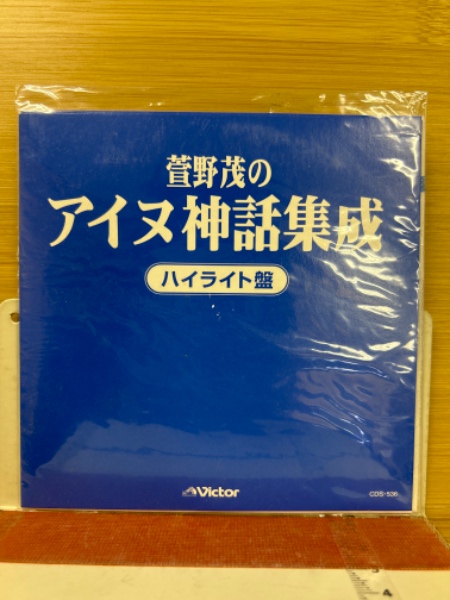 萱野茂の
アイヌ神話集成
ハイライト盤
Victor
CDS-536